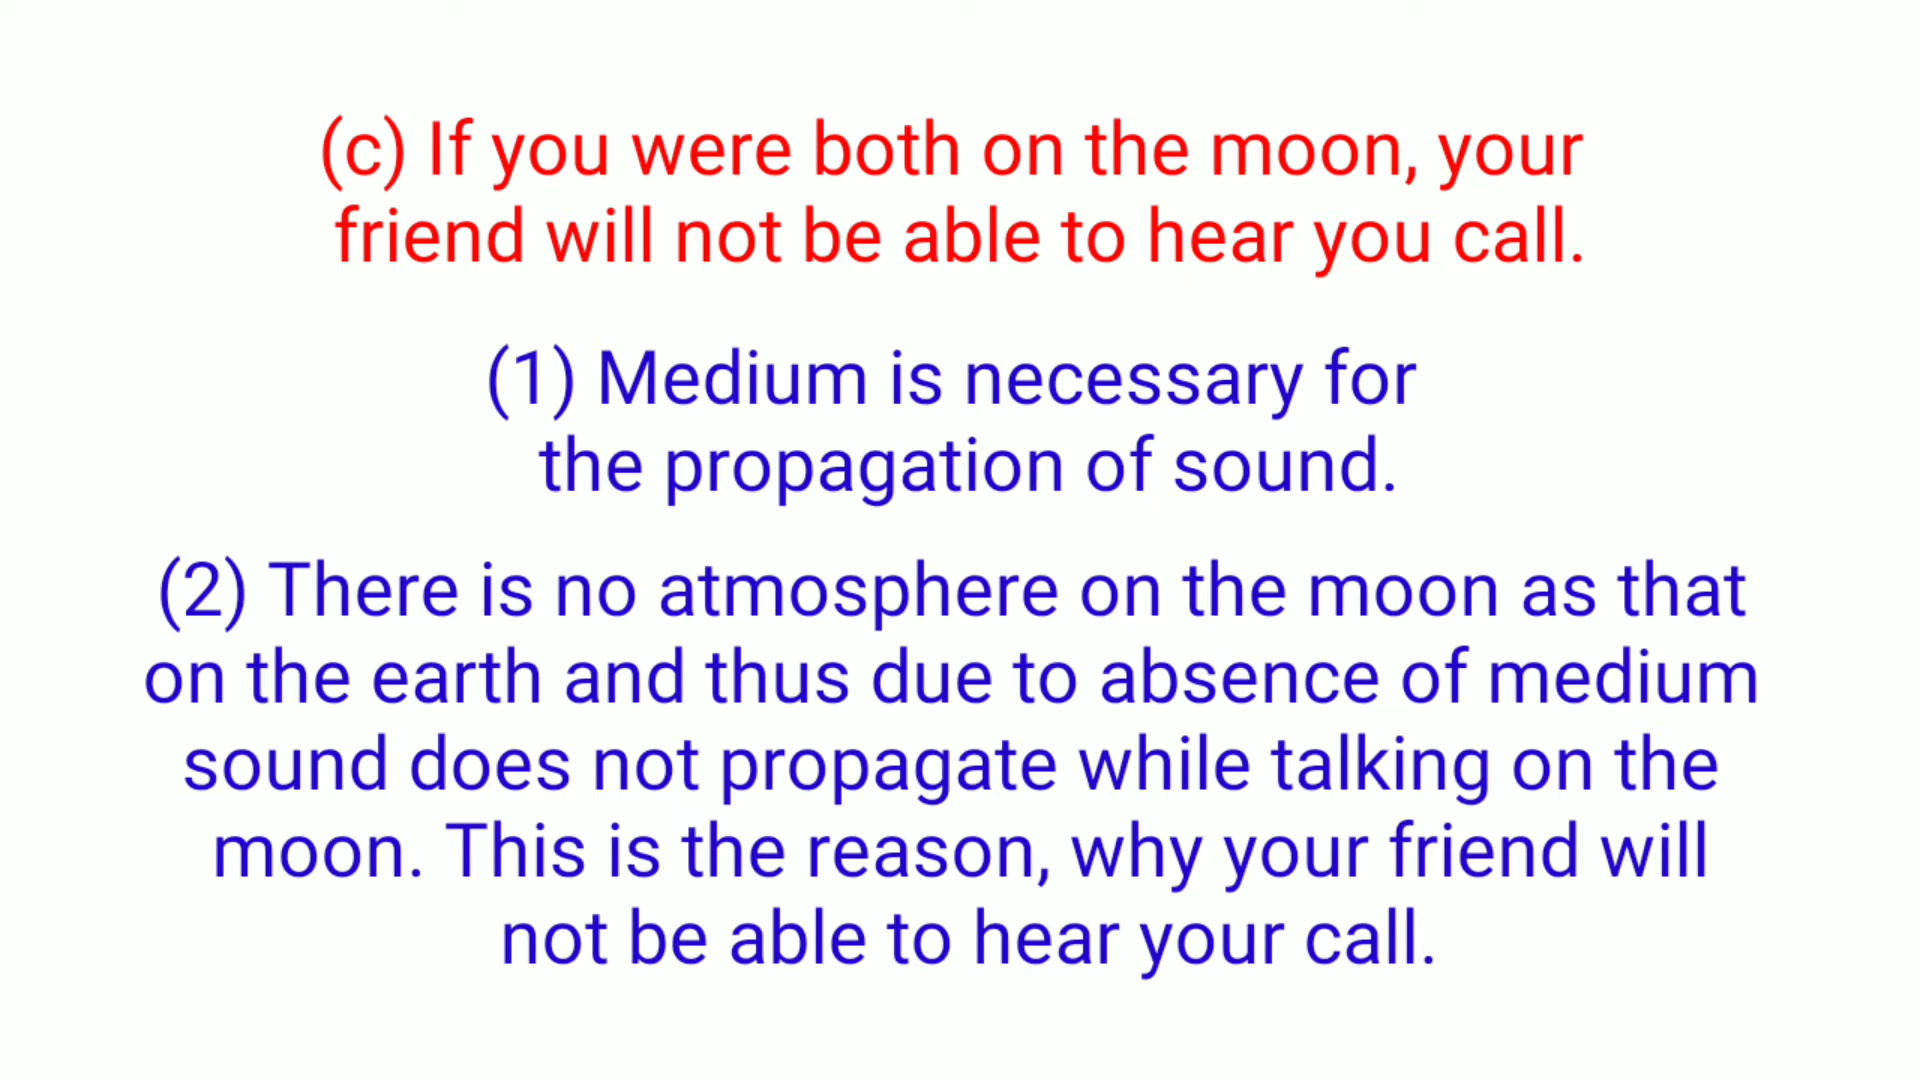 (c) If you were both on the moon, your
friend will not be able to hear you call.
(1) Medium is necessary for
the propagation of sound.
(2) There is no atmosphere on the moon as that
on the earth and thus due to absence of medium
sound does not propagate while talking on the
moon. This is the reason, why your friend will
not be able to hear your call.